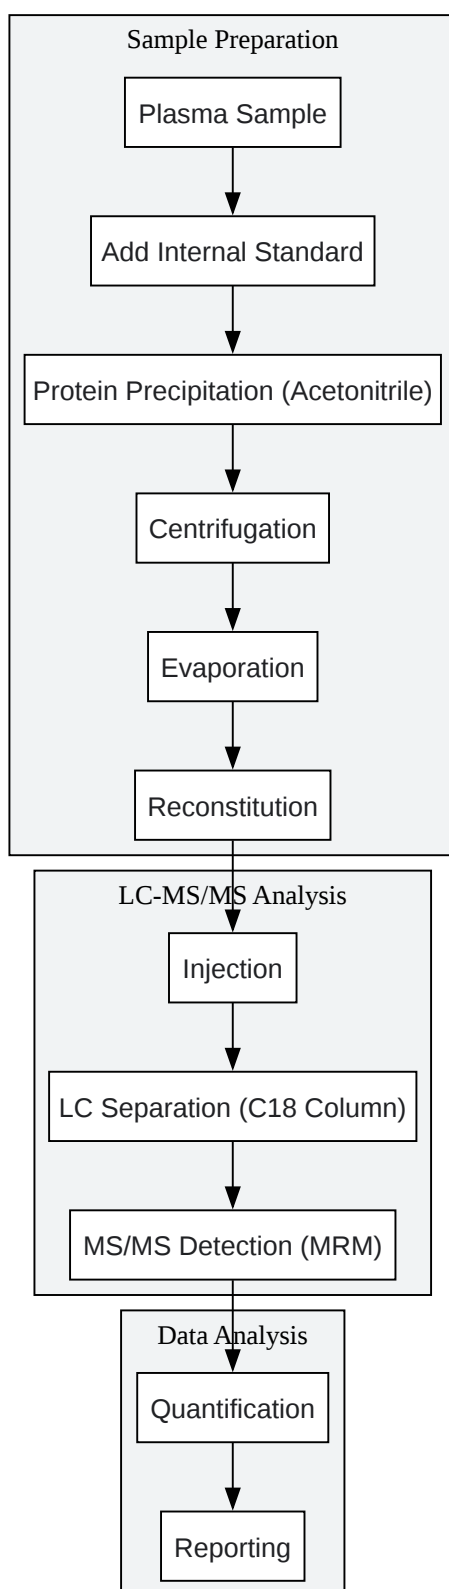 Sample Preparation
Plasma Sample
Add Internal Standard
Protein Precipitation (Acetonitrile)
Centrifugation
Evaporation
Reconstitution
LC-MS/MS Analysis
Injection
LC Separation (C18 Column)
MS/MS Detection (MRM)
Data Analysis
Quantification
Reporting